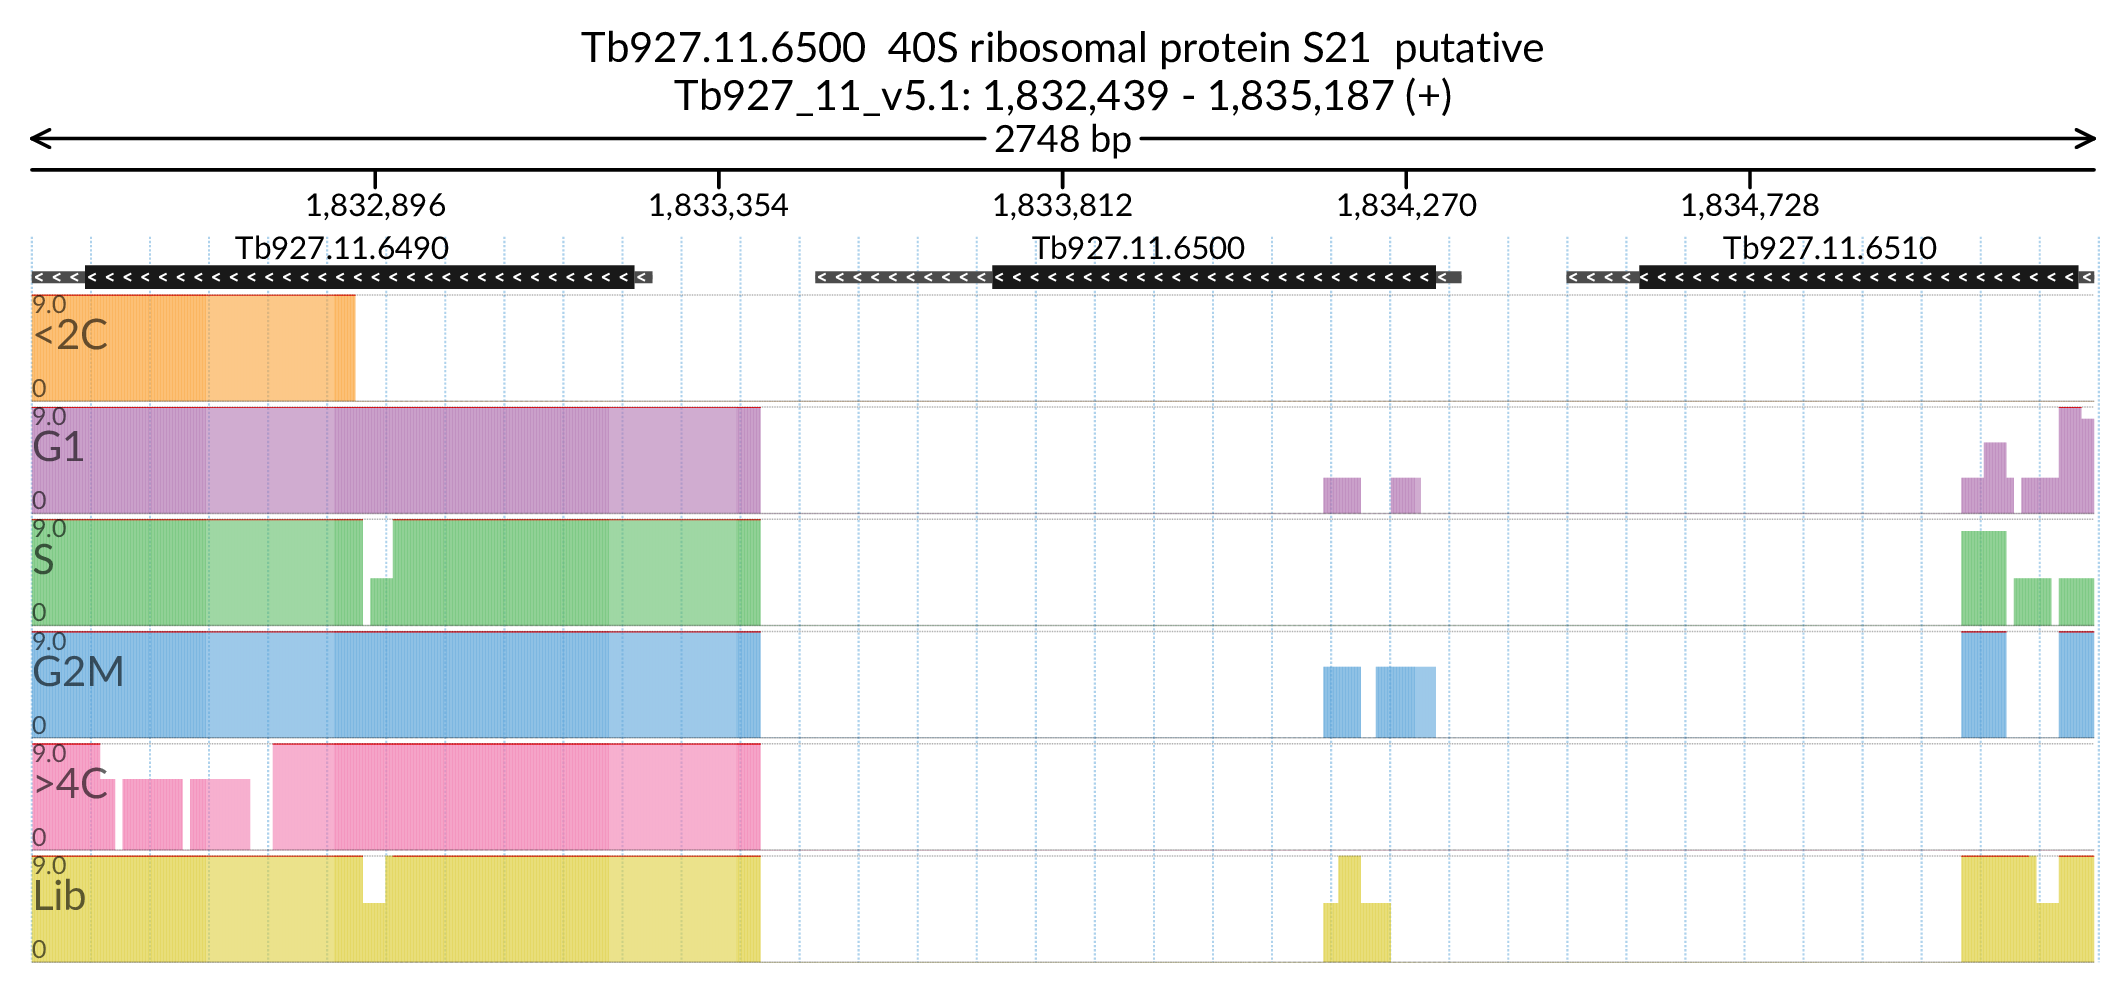 Tb927.11.6500  40S ribosomal protein S21  putative
Tb927_11_v5.1: 1,832,439 - 1,835,187 (+)
2748 bp
1,832,896 1,833,354 1,833,812 1,834,270 1,834,728
Tb927.11.6490 Tb927.11.6500 Tb927.11.6510
9.0
<2C
0
9.0
G1
0
9.0
S
0
9.0
G2M
0
9.0
>4C
0
9.0
Lib
0